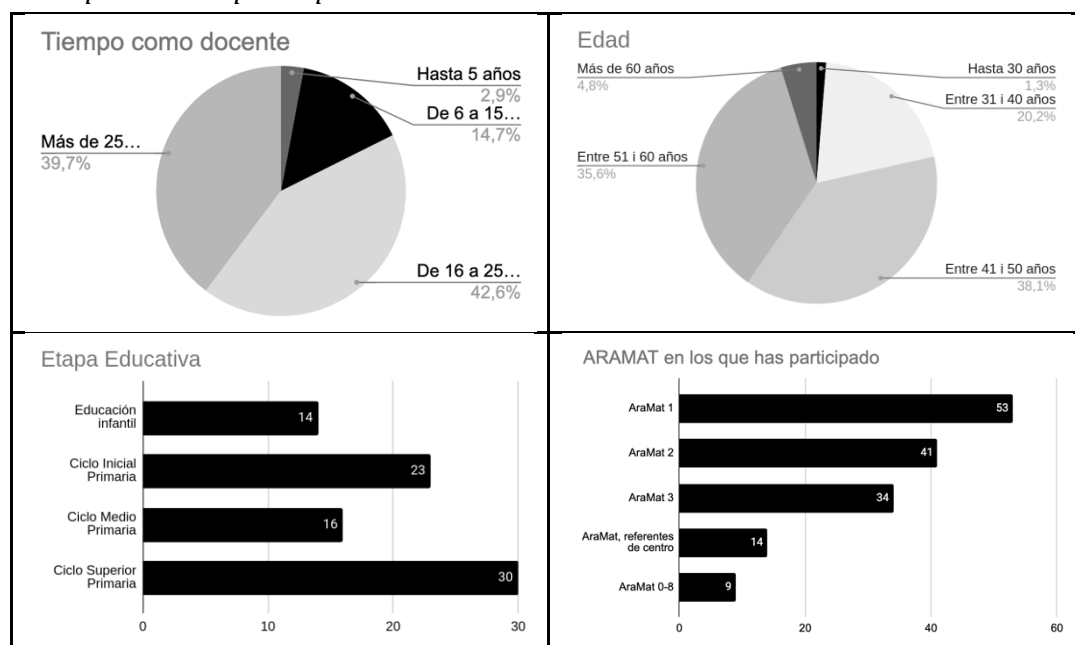 Tiempo como docente
Hasta 5 años
2,9%
De 6 a 15…
14,7%
Más de 25…
39,7%
De 16 a 25…
42,6%
Edad
Más de 60 años
4,8%
Hasta 30 años
1,3%
Entre 31 i 40 años
20,2%
Entre 51 i 60 años
35,6%
Entre 41 i 50 años
38,1%
Etapa Educativa
Educación
infantil
14
Ciclo Inicial
Primaria
23
Ciclo Medio
Primaria
16
Ciclo Superior
Primaria
30
0 10 20 30
ARAMAT en los que has participado
AraMat 1
53
AraMat 2
41
AraMat 3
34
AraMat, referentes
de centro
14
AraMat 0-8
9
0 20 40 60